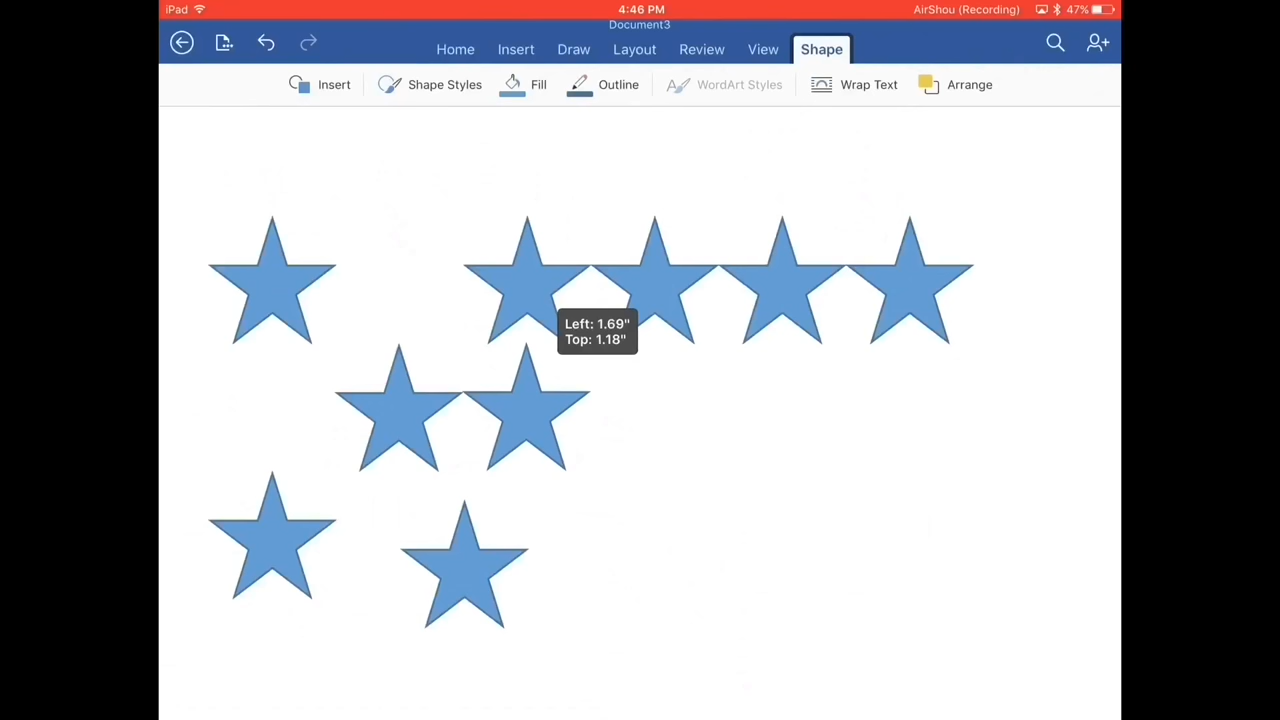 iPad 4:46 PM AirShou (Recording) 47%
Document3
Home Insert Draw Layout Review View Shape
Insert Shape Styles Fill Outline WordArt Styles Wrap Text Arrange
Left: 1.69"
Top: 1.18"